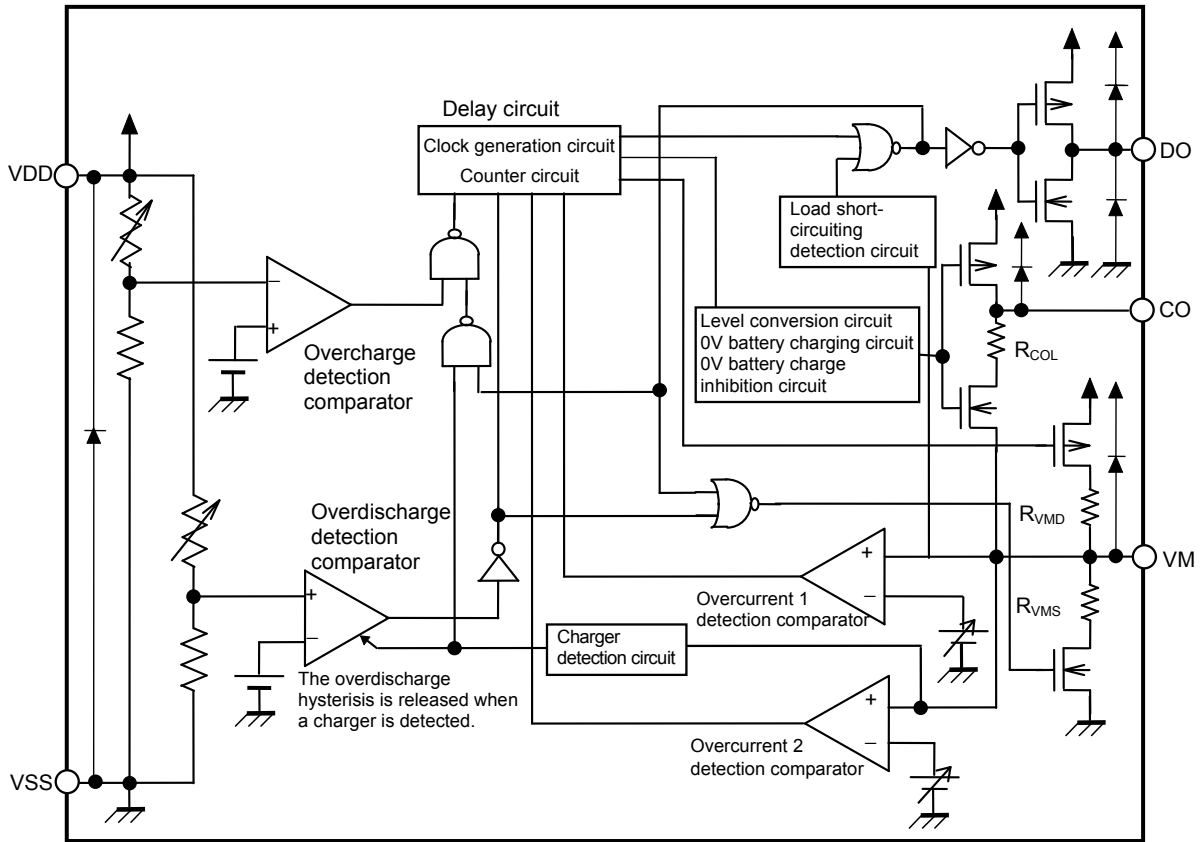 Delay circuit
Clock generation circuit
Counter circuit
VDD
DO
Load short-
circuiting
detection circuit
CO
Level conversion circuit
0V battery charging circuit
0V battery charge
inhibition circuit
RCOL
−
+
Overcharge
detection
comparator
Overdischarge
detection
comparator
RVMD
VM
+
−
Overcurrent 1
detection comparator
RVMS
+
−
Charger
detection circuit
The overdischarge
hysterisis is released when
a charger is detected.
+
−
Overcurrent 2
detection comparator
VSS